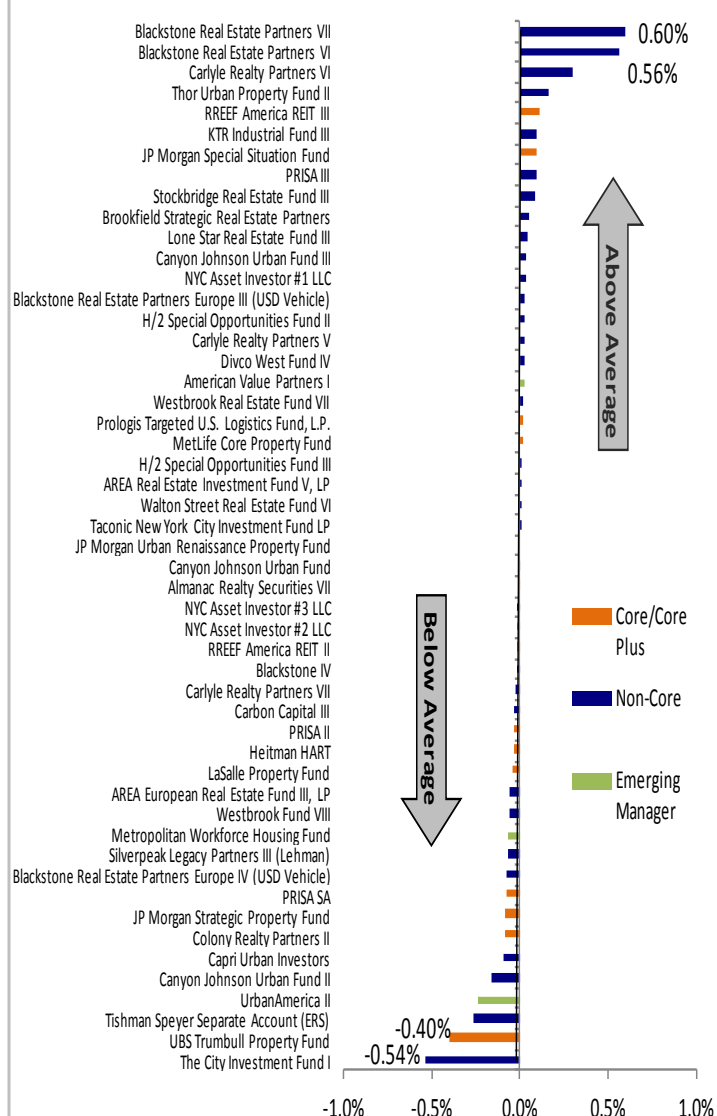 Blackstone Real Estate Partners VII
0.60%
Blackstone Real Estate Partners VI
Carlyle Realty Partners VI
0.56%
Thor Urban Property Fund II
RREEF America REIT III
KTR Industrial Fund III
JP Morgan Special Situation Fund
PRISA III
Stockbridge Real Estate Fund III
Brookfield Strategic Real Estate Partners
Lone Star Real Estate Fund III
Canyon Johnson Urban Fund III
NYC Asset Investor #1 LLC
Blackstone Real Estate Partners Europe III (USD Vehicle)
H/2 Special Opportunities Fund II
Carlyle Realty Partners V
Divco West Fund IV
American Value Partners I
Westbrook Real Estate Fund VII
Prologis Targeted U.S. Logistics Fund, L.P.
MetLife Core Property Fund
H/2 Special Opportunities Fund III
AREA Real Estate Investment Fund V, LP
Walton Street Real Estate Fund VI
Taconic New York City Investment Fund LP
JP Morgan Urban Renaissance Property Fund
Canyon Johnson Urban Fund
Almanac Realty Securities VII
NYC Asset Investor #3 LLC
NYC Asset Investor #2 LLC
RREEF America REIT II
Blackstone IV
Carlyle Realty Partners VII
Carbon Capital III
PRISA II
Heitman HART
LaSalle Property Fund
AREA European Real Estate Fund III, LP
Westbrook Fund VIII
Metropolitan Workforce Housing Fund
Silverpeak Legacy Partners III (Lehman)
Blackstone Real Estate Partners Europe IV (USD Vehicle)
PRISA SA
JP Morgan Strategic Property Fund
Colony Realty Partners II
Capri Urban Investors
Canyon Johnson Urban Fund II
UrbanAmerica II
Tishman Speyer Separate Account (ERS)
UBS Trumbull Property Fund
-0.40%
The City Investment Fund I
-0.54%
Above Average
Below Average
Core/Core
Plus
Non-Core
Emerging
Manager
-1.0% -0.5% 0.0% 0.5% 1.0%